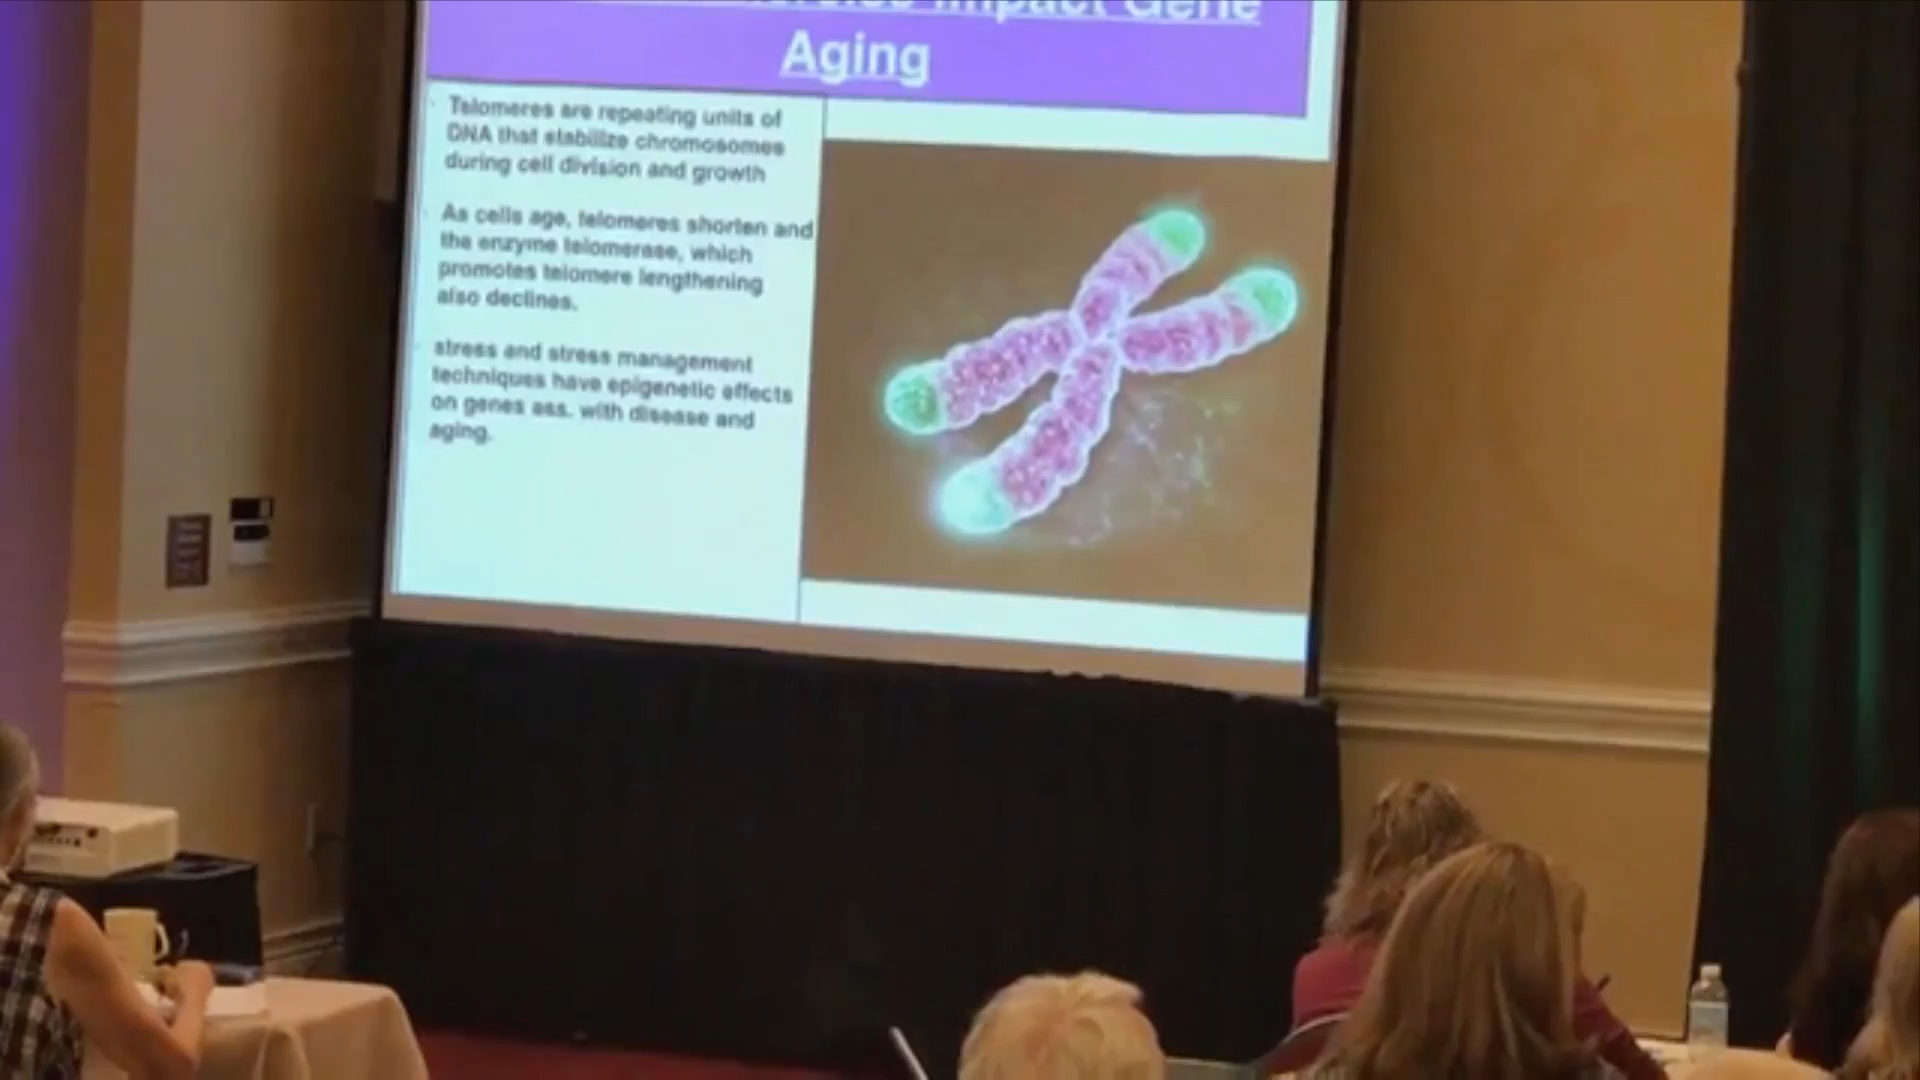 Impact Gene
Aging
Telomeres are repeating units of
DNA that stabilize chromosomes
during cell division and growth
As cells age, telomeres shorten and
the enzyme telomerase, which
promotes telomere lengthening
also declines.
stress and stress management
techniques have epigenetic effects
on genes ass. with disease and
aging.